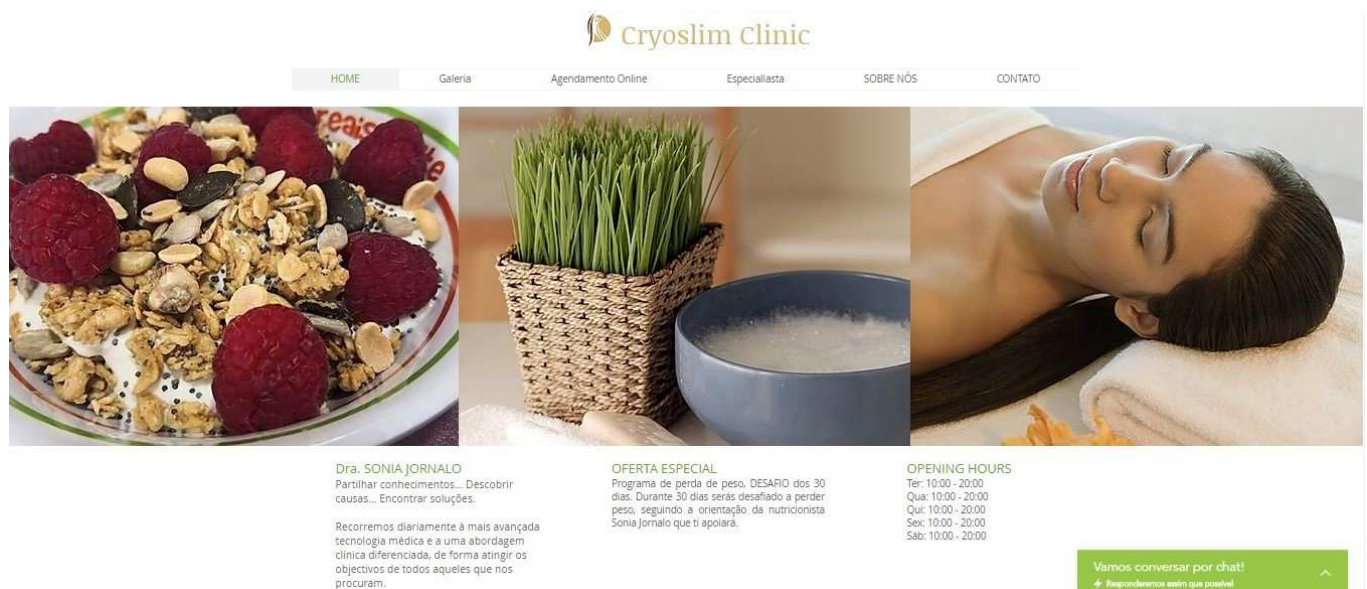 Cryoslim Clinic
HOME
Galeria
Agendamento Online
Especialiasta
SOBRE NÓS
CONTATO
reais
te
Dra. SONIA JORNALO
Partilhar conhecimentos... Descobrir
causas... Encontrar soluções.
Recorremos diariamente à mais avançada
tecnologia médica e a uma abordagem
clínica diferenciada, de forma atingir os
objectivos de todos aqueles que nos
procuram.
OFERTA ESPECIAL
Programa de perda de peso, DESAFIO dos 30
dias. Durante 30 dias serás desafiado a perder
peso, seguindo a orientação da nutricionista
Sonia Jornalo que ti apoiará.
OPENING HOURS
Ter: 10:00 - 20:00
Qua: 10:00 - 20:00
Qui: 10:00 - 20:00
Sex: 10:00 - 20:00
Sáb: 10:00 - 20:00
Vamos conversar por chat!
Responderemos assim que possível